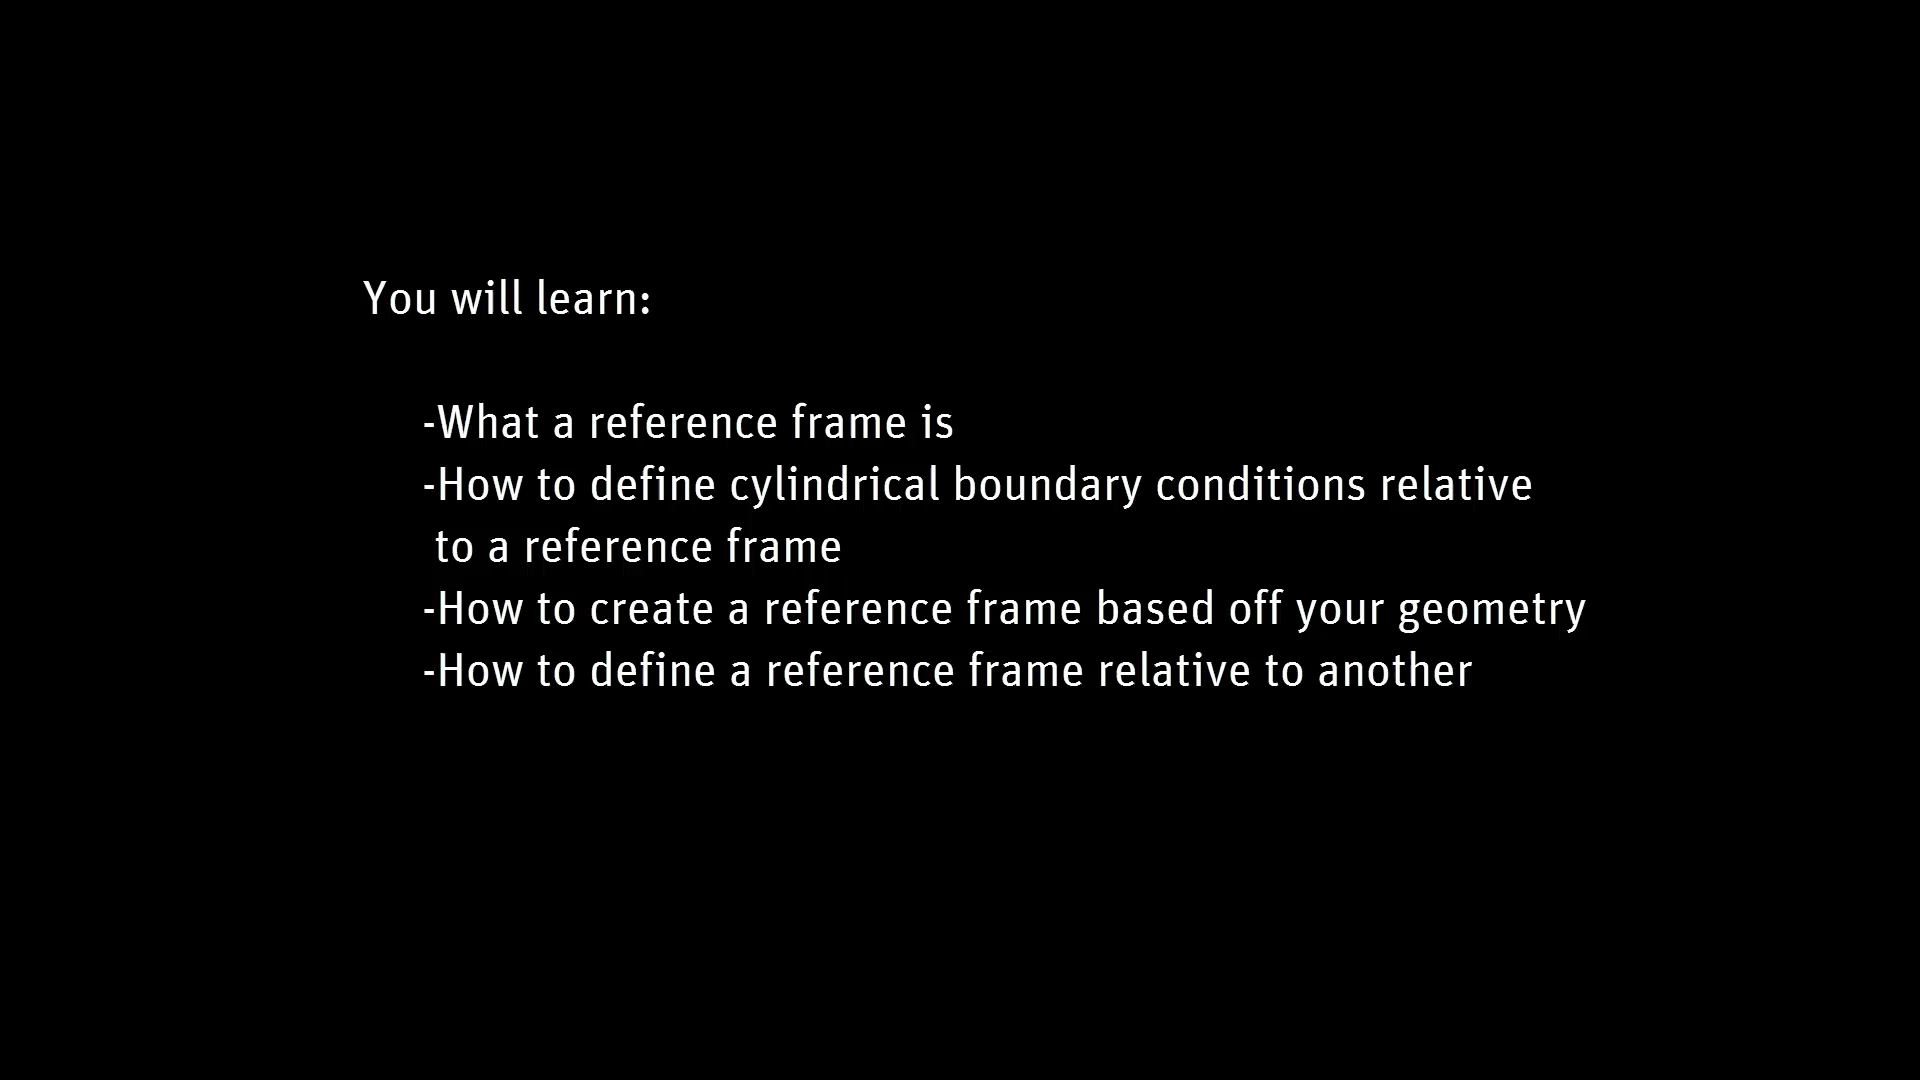 You will learn:
-What a reference frame is
-How to define cylindrical boundary conditions relative
to a reference frame
-How to create a reference frame based off your geometry
-How to define a reference frame relative to another